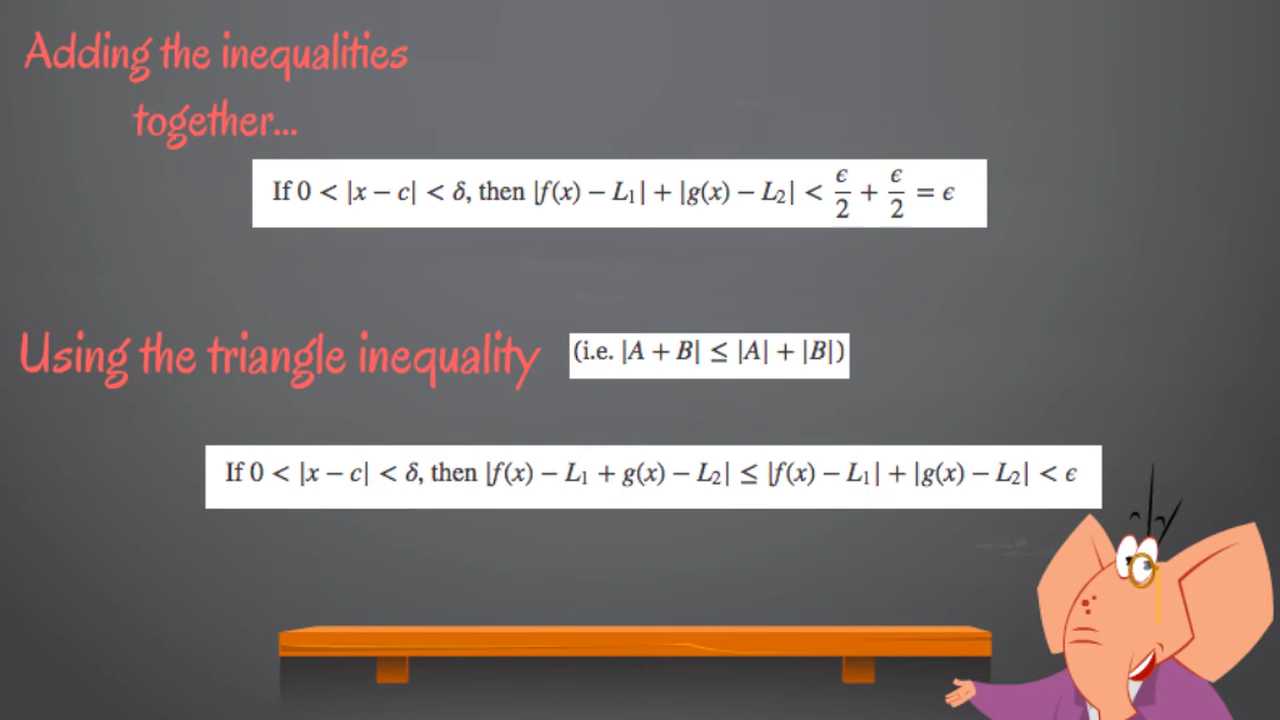 Adding the inequalities
together...
If 0 < |x − c| < δ, then |f(x) − L₁| + |g(x) − L₂| < ϵ/2 + ϵ/2 = ϵ
Using the triangle inequality (i.e. |A + B| ≤ |A| + |B|)
If 0 < |x − c| < δ, then |f(x) − L₁ + g(x) − L₂| ≤ |f(x) − L₁| + |g(x) − L₂| < ϵ